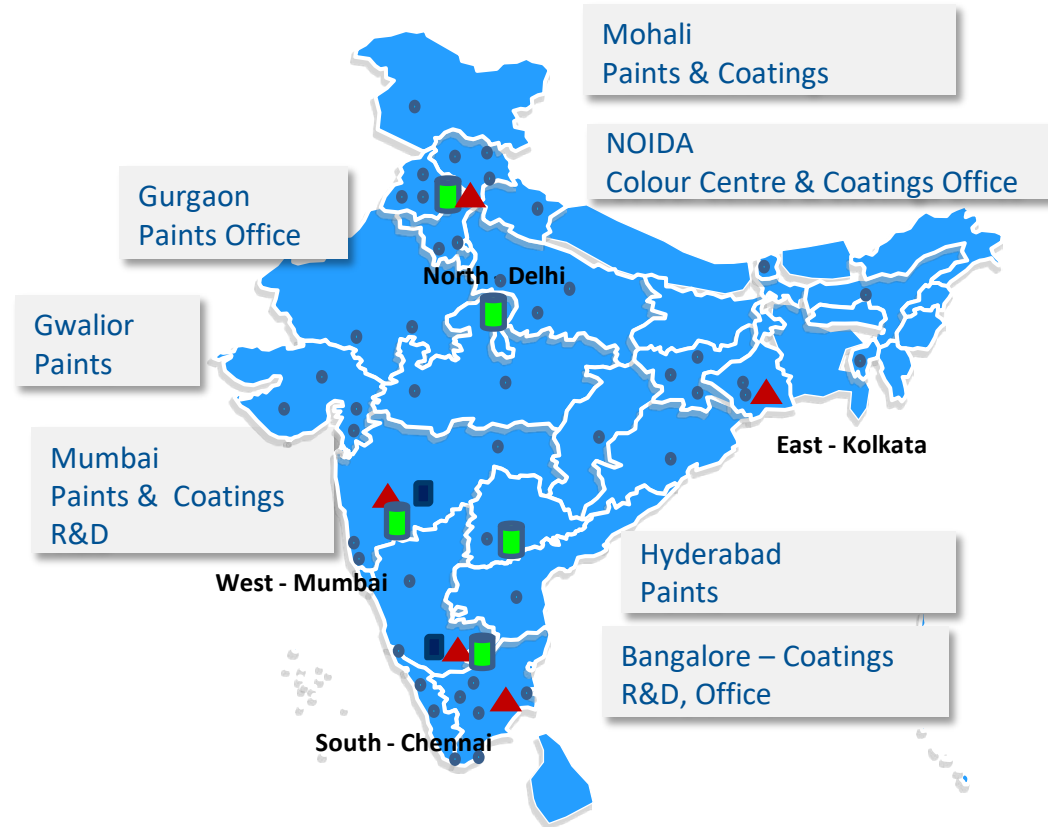 Mohali
Paints & Coatings
NOIDA
Colour Centre & Coatings Office
Gurgaon
Paints Office
North - Delhi
Gwalior
Paints
East - Kolkata
Mumbai
Paints & Coatings
R&D
West - Mumbai
Hyderabad
Paints
Bangalore – Coatings
R&D, Office
South - Chennai